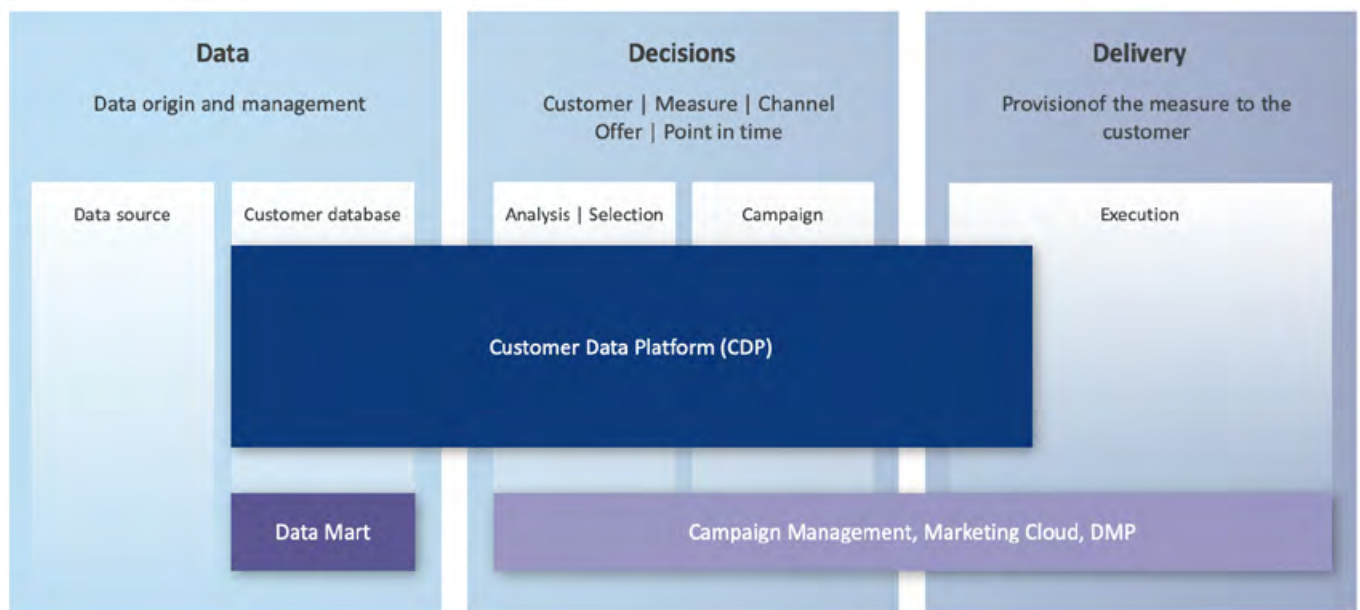 Data
Data origin and management
Data source
Customer database
Decisions
Customer | Measure | Channel
Offer | Point in time
Analysis | Selection
Campaign
Delivery
Provisionof the measure to the
customer
Execution
Customer Data Platform (CDP)
Data Mart
Campaign Management, Marketing Cloud, DMP